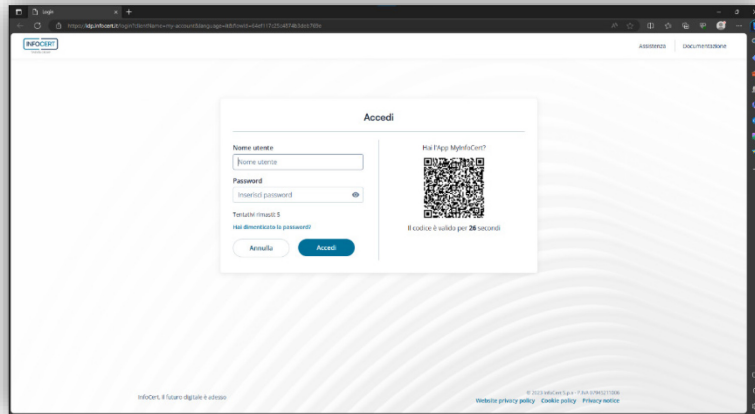 Login
INFOCERT
Assistenza
Documentazione
Accedi
Nome utente
Nome utente
Password
Inserisci password
Tentativi rimasti: 5
Hai dimenticato la password?
Annulla
Accedi
Hai l'App MyInfoCert?
Il codice è valido per 26 secondi
InfoCert, il futuro digitale è adesso
Website privacy policy Cookie policy Privacy notice